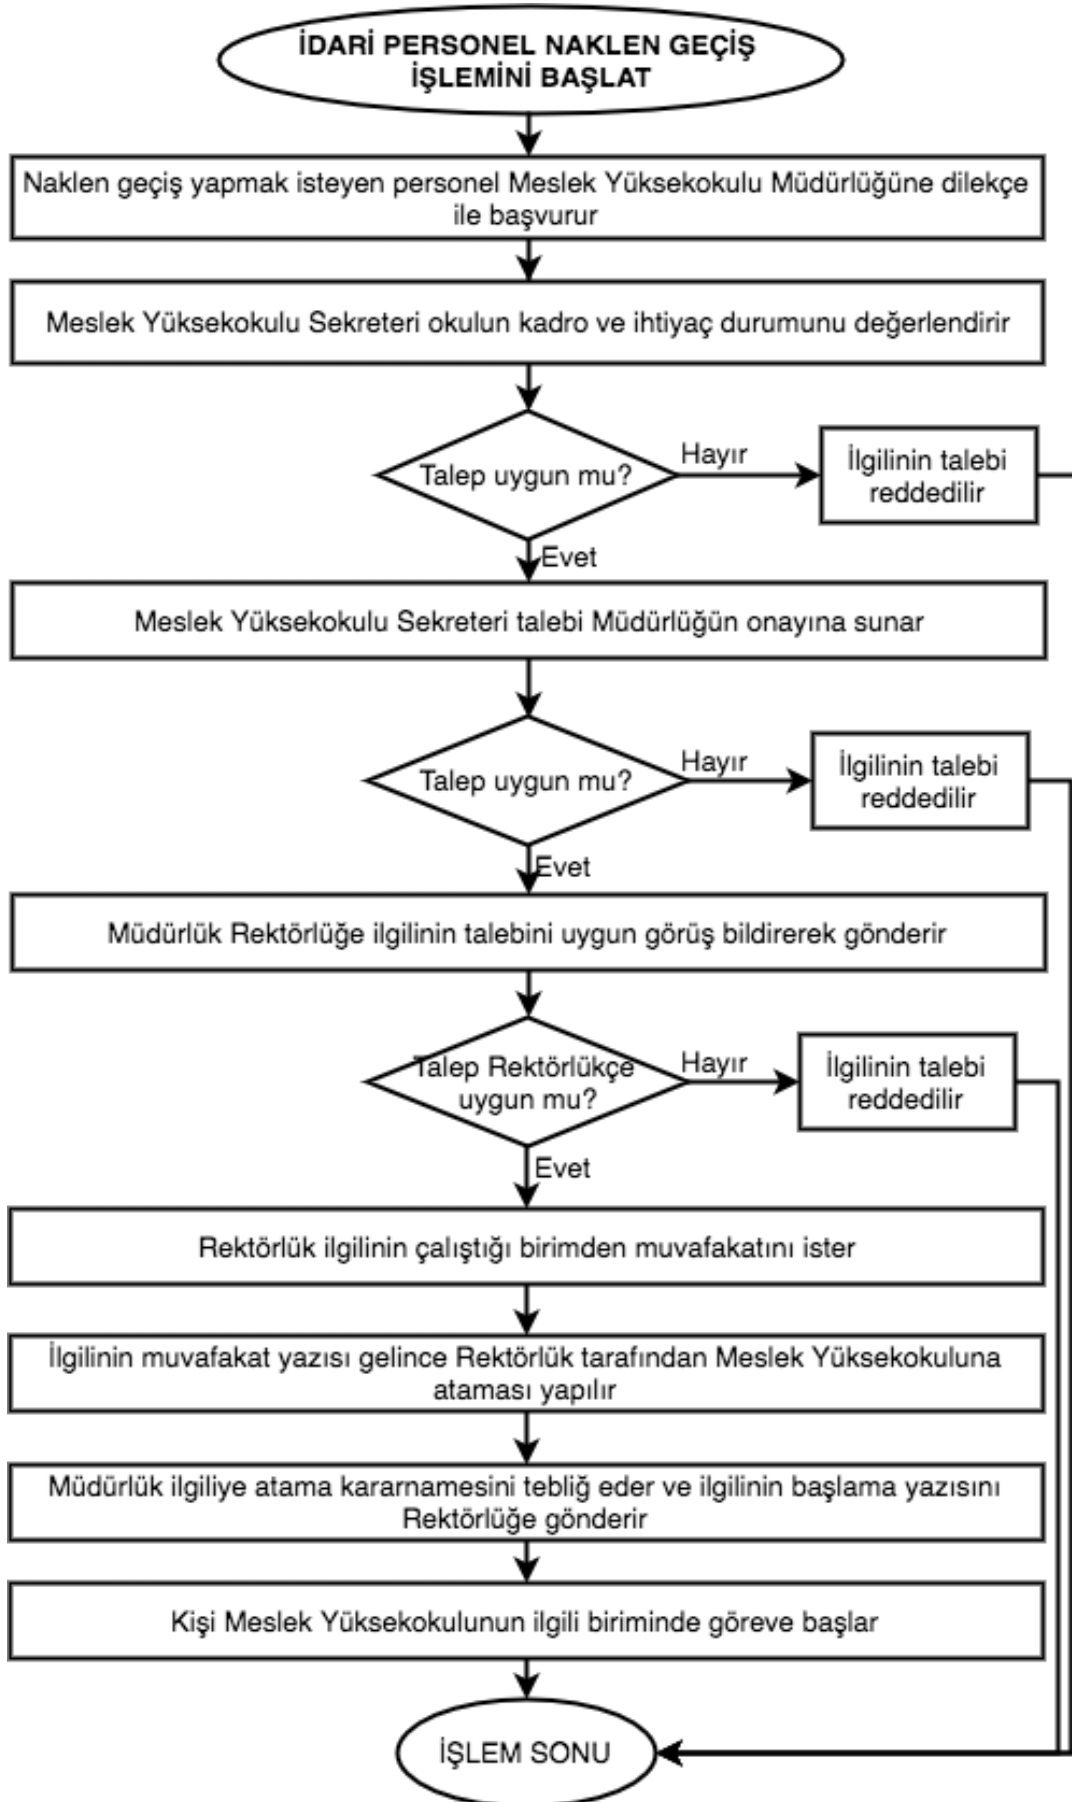 İDARİ PERSONEL NAKLEN GEÇİŞ
İŞLEMİNİ BAŞLAT
Naklen geçiş yapmak isteyen personel Meslek Yüksekokulu Müdürlüğüne dilekçe
ile başvurur
Meslek Yüksekokulu Sekreteri okulun kadro ve ihtiyaç durumunu değerlendirir
Talep uygun mu?
Hayır
İlgilinin talebi
reddedilir
Evet
Meslek Yüksekokulu Sekreteri talebi Müdürlüğün onayına sunar
Talep uygun mu?
Hayır
İlgilinin talebi
reddedilir
Evet
Müdürlük Rektörlüğe ilgilinin talebini uygun görüş bildirerek gönderir
Talep Rektörlükçe
uygun mu?
Hayır
İlgilinin talebi
reddedilir
Evet
Rektörlük ilgilinin çalıştığı birimden muvafakatını ister
İlgilinin muvafakat yazısı gelince Rektörlük tarafından Meslek Yüksekokuluna
ataması yapılır
Müdürlük ilgiliye atama kararnamesini tebliğ eder ve ilgilinin başlama yazısını
Rektörlüğe gönderir
Kişi Meslek Yüksekokulunun ilgili biriminde göreve başlar
İŞLEM SONU